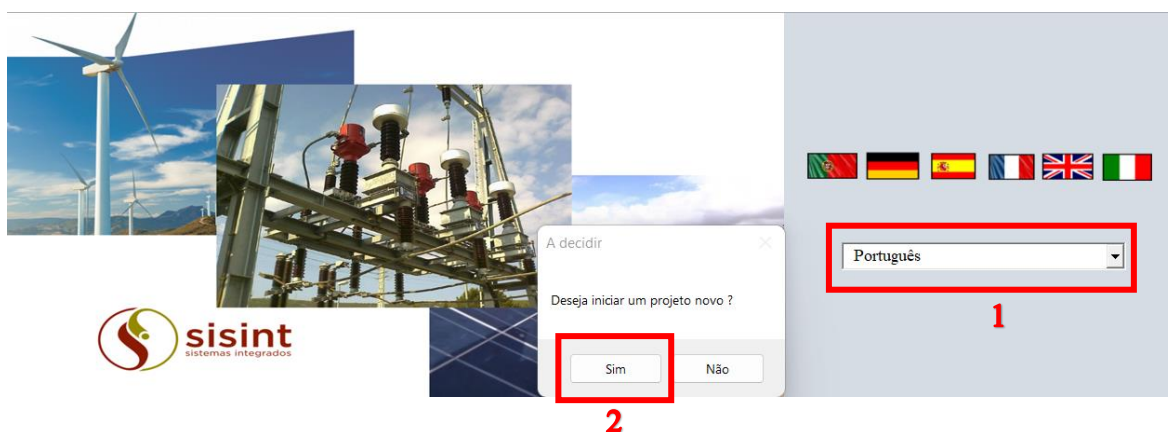 sisint
sistemas integrados
A decidir
Deseja iniciar um projeto novo ?
Sim
Não
2
Português
1